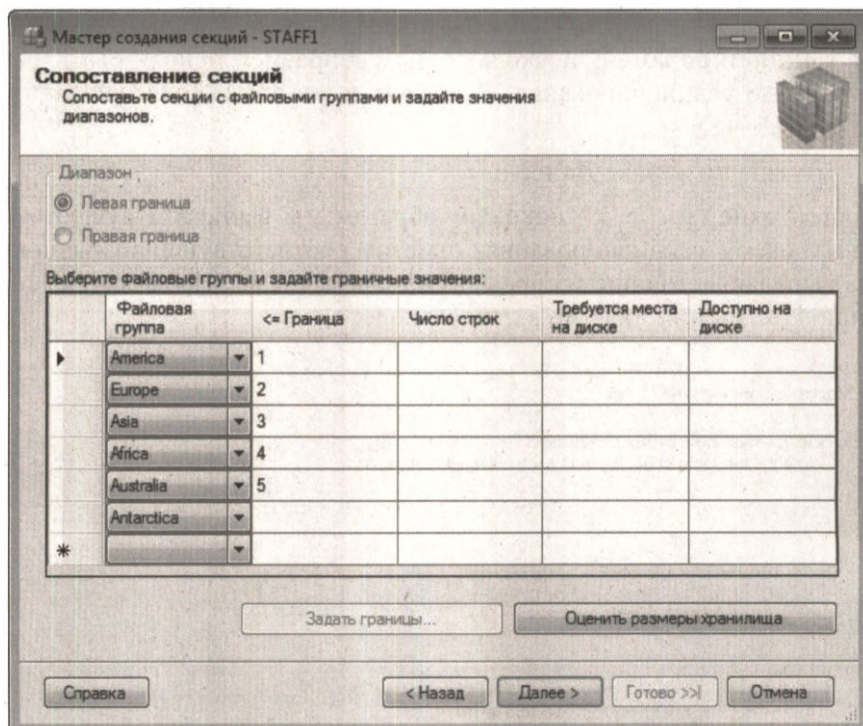 Мастер создания секций - STAFF1
Сопоставление секций
Сопоставьте секции с файловыми группами и задайте значения
диапазонов.
Диапазон
Левая граница
Правая граница
Выберите файловые группы и задайте граничные значения:
Файловая группа <= Граница Число строк Требуется места на диске Доступно на диске
America 1
Europe 2
Asia 3
Africa 4
Australia 5
Antarctica
*
Задать границы... Оценить размеры хранилища
Справка < Назад Далее > Готово >>| Отмена